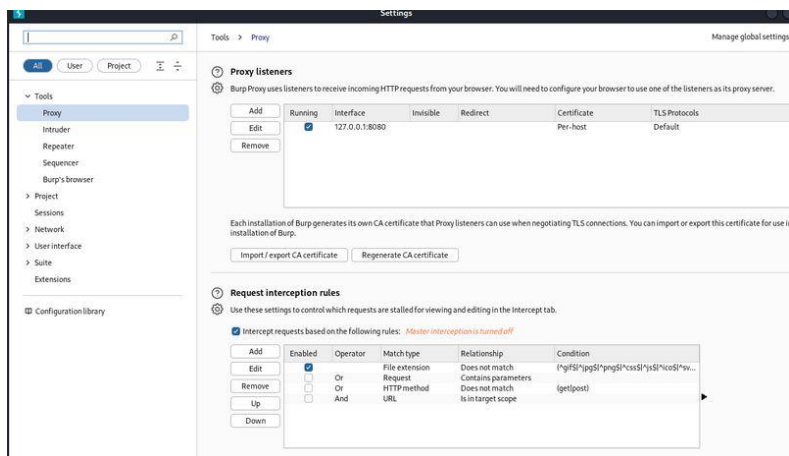 Settings
Tools > Proxy
Manage global settings
All
User
Project
Tools
Proxy
Intruder
Repeater
Sequencer
Burp's browser
Project
Sessions
Network
User interface
Suite
Extensions
Configuration library
Proxy listeners
Burp Proxy uses listeners to receive incoming HTTP requests from your browser. You will need to configure your browser to use one of the listeners as its proxy server.
Add
Edit
Remove
Running Interface Invisible Redirect Certificate TLS Protocols
127.0.0.1:8080 Per-host Default
Each installation of Burp generates its own CA certificate that Proxy listeners can use when negotiating TLS connections. You can import or export this certificate for use i
installation of Burp.
Import / export CA certificate
Regenerate CA certificate
Request interception rules
Use these settings to control which requests are stalled for viewing and editing in the Intercept tab.
Intercept requests based on the following rules: Master interception is turned off
Add
Edit
Remove
Up
Down
Enabled Operator Match type Relationship Condition
File extension Does not match (^gif$|^jpg$|^png$|^css$|^js$|^ico$|^sv...
Or Request Contains parameters
Or HTTP method Does not match (get|post)
And URL Is in target scope